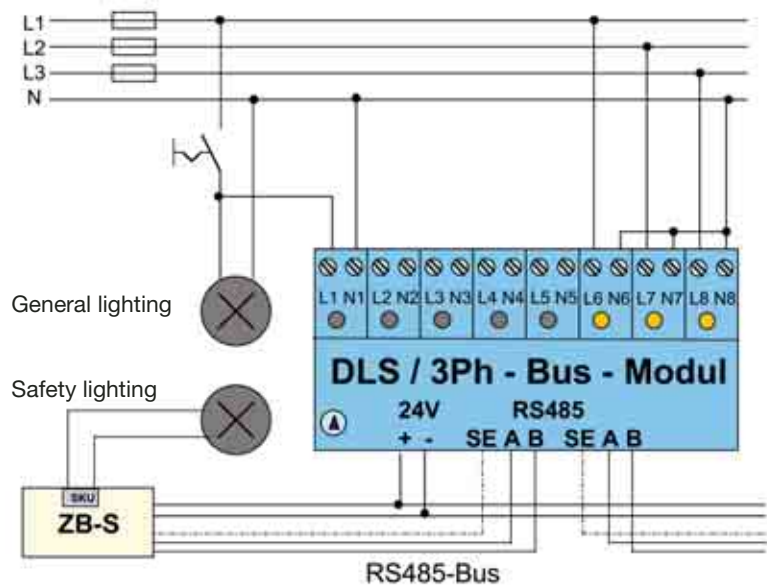 L1
L2
L3
N
General lighting
L1 N1 L2 N2 L3 N3 L4 N4 L5 N5 L6 N6 L7 N7 L8 N8
DLS / 3Ph - Bus - Modul
Safety lighting
24V RS485
+ - SE A B SE A B
SKU
ZB-S
RS485-Bus